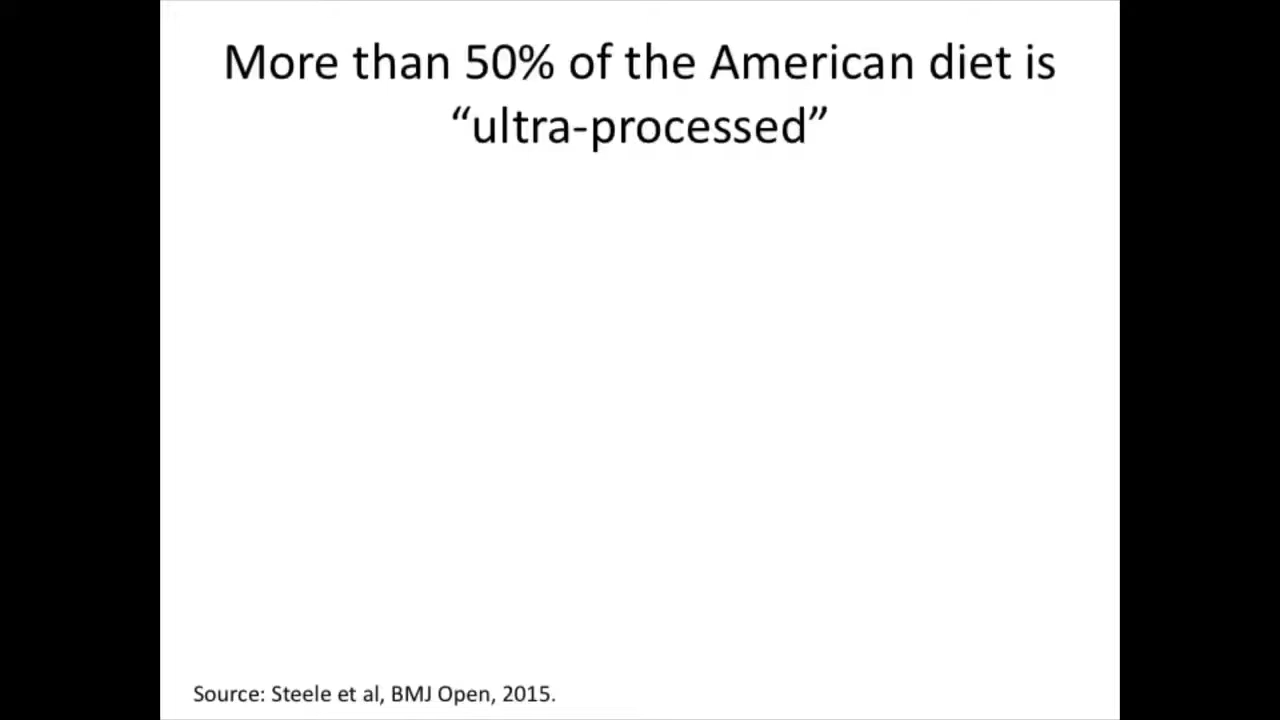 More than 50% of the American diet is
“ultra-processed”
Source: Steele et al, BMJ Open, 2015.